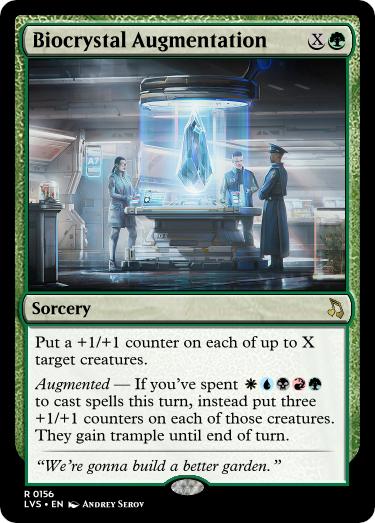 Biocrystal Augmentation X
A7
Sorcery
Put a +1/+1 counter on each of up to X
target creatures.
Augmented — If you've spent
to cast spells this turn, instead put three
+1/+1 counters on each of those creatures.
They gain trample until end of turn.
“We're gonna build a better garden.”
R 0156
LVS • EN Andrey Serov